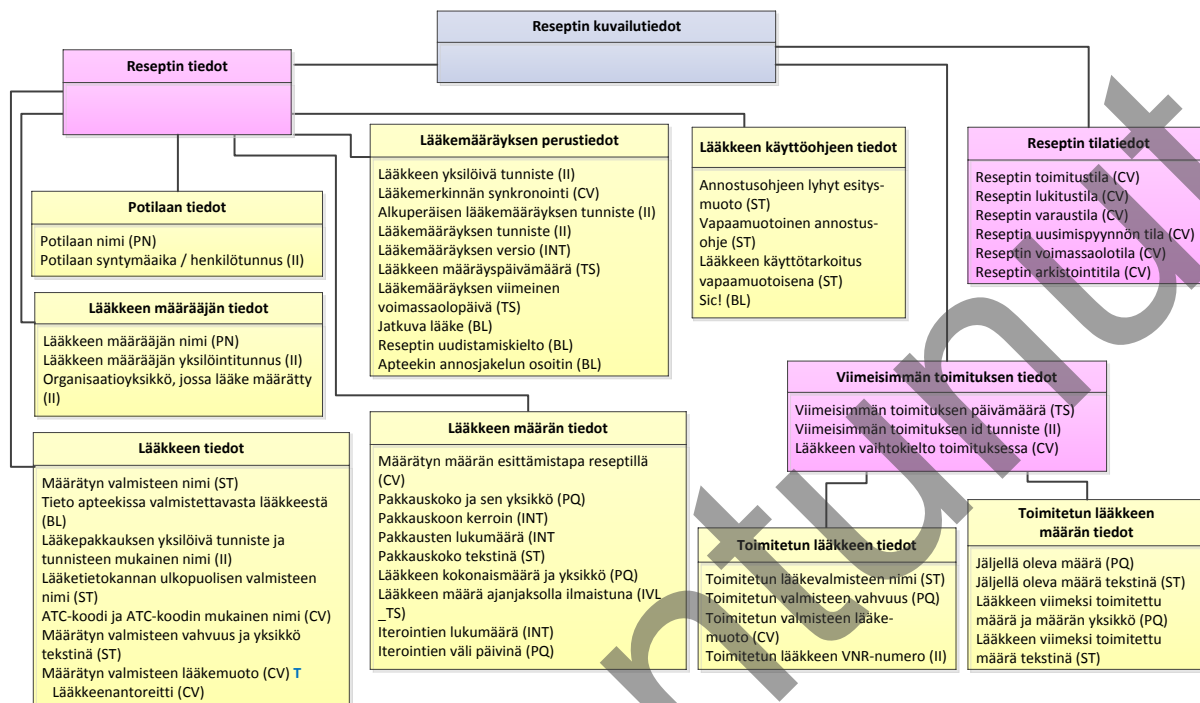 Reseptin kuvailutiedot
Reseptin tiedot
Lääkemääräyksen perustiedot
Lääkkeen yksilöivä tunniste (II)
Lääkemerkinnän synkronointi (CV)
Alkuperäisen lääkemääräyksen tunniste (II)
Lääkemääräyksen tunniste (II)
Lääkemääräyksen versio (INT)
Lääkkeen määräyspäivämäärä (TS)
Lääkemääräyksen viimeinen
voimassaolopäivä (TS)
Jatkuva lääke (BL)
Reseptin uudistamiskielto (BL)
Apteekin annosjakelun osoitin (BL)
Lääkkeen käyttöohjeen tiedot
Annostusohjeen lyhyt esitys-
muoto (ST)
Vapaamuotoinen annostus-
ohje (ST)
Lääkkeen käyttötarkoitus
vapaamuotoisena (ST)
Sic! (BL)
Reseptin tilatiedot
Reseptin toimitustila (CV)
Reseptin lukitustila (CV)
Reseptin varaustila (CV)
Reseptin uusimispyynnön tila (CV)
Reseptin voimassaolotila (CV)
Reseptin arkistointitila (CV)
Potilaan tiedot
Potilaan nimi (PN)
Potilaan syntymäaika / henkilötunnus (II)
Lääkkeen määrääjän tiedot
Lääkkeen määrääjän nimi (PN)
Lääkkeen määrääjän yksilöintitunnus (II)
Organisaatioyksikkö, jossa lääke määrätty
(II)
Viimeisimmän toimituksen tiedot
Viimeisimmän toimituksen päivämäärä (TS)
Viimeisimmän toimituksen id tunniste (II)
Lääkkeen vaihtokielto toimituksessa (CV)
Lääkkeen tiedot
Määrätyn valmisteen nimi (ST)
Tieto apteekissa valmistettavasta lääkkeestä
(BL)
Lääkepakkauksen yksilöivä tunniste ja
tunnisteen mukainen nimi (II)
Lääketietokannan ulkopuolisen valmisteen
nimi (ST)
ATC-koodi ja ATC-koodin mukainen nimi (CV)
Määrätyn valmisteen vahvuus ja yksikkö
tekstinä (ST)
Määrätyn valmisteen lääkemuoto (CV) T
Lääkkeenantoreitti (CV)
Lääkkeen määrän tiedot
Määrätyn määrän esittämistapa reseptillä
(CV)
Pakkauskoko ja sen yksikkö (PQ)
Pakkauskoon kerroin (INT)
Pakkausten lukumäärä (INT
Pakkauskoko tekstinä (ST)
Lääkkeen kokonaismäärä ja yksikkö (PQ)
Lääkkeen määrä ajanjaksolla ilmaistuna (IVL
_TS)
Iterointien lukumäärä (INT)
Iterointien väli päivinä (PQ)
Toimitetun lääkkeen tiedot
Toimitetun lääkevalmisteen nimi (ST)
Toimitetun valmisteen vahvuus (PQ)
Toimitetun valmisteen lääke-
muoto (CV)
Toimitetun lääkkeen VNR-numero (II)
Toimitetun lääkkeen
määrän tiedot
Jäljellä oleva määrä (PQ)
Jäljellä oleva määrä tekstinä (ST)
Lääkkeen viimeksi toimitettu
määrä ja määrän yksikkö (PQ)
Lääkkeen viimeksi toimitettu
määrä tekstinä (ST)